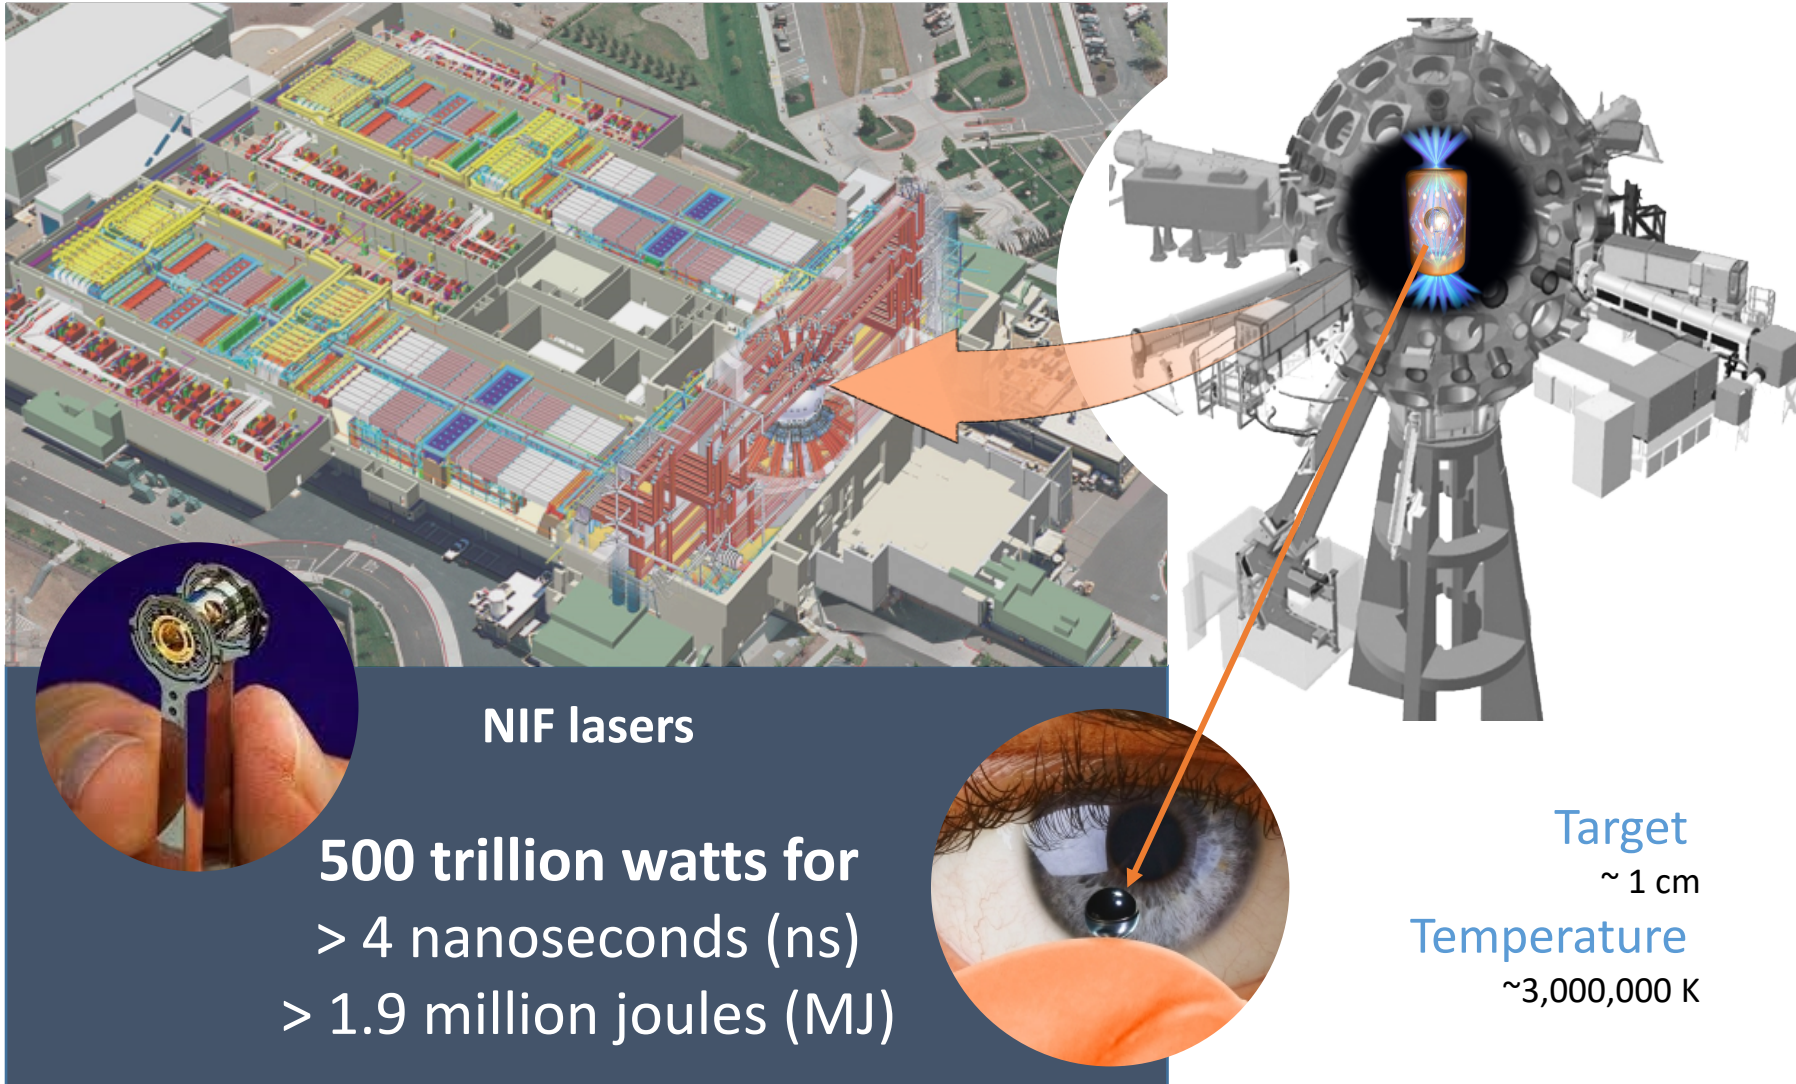 NIF lasers
500 trillion watts for
> 4 nanoseconds (ns)
> 1.9 million joules (MJ)
Target
~ 1 cm
Temperature
~3,000,000 K